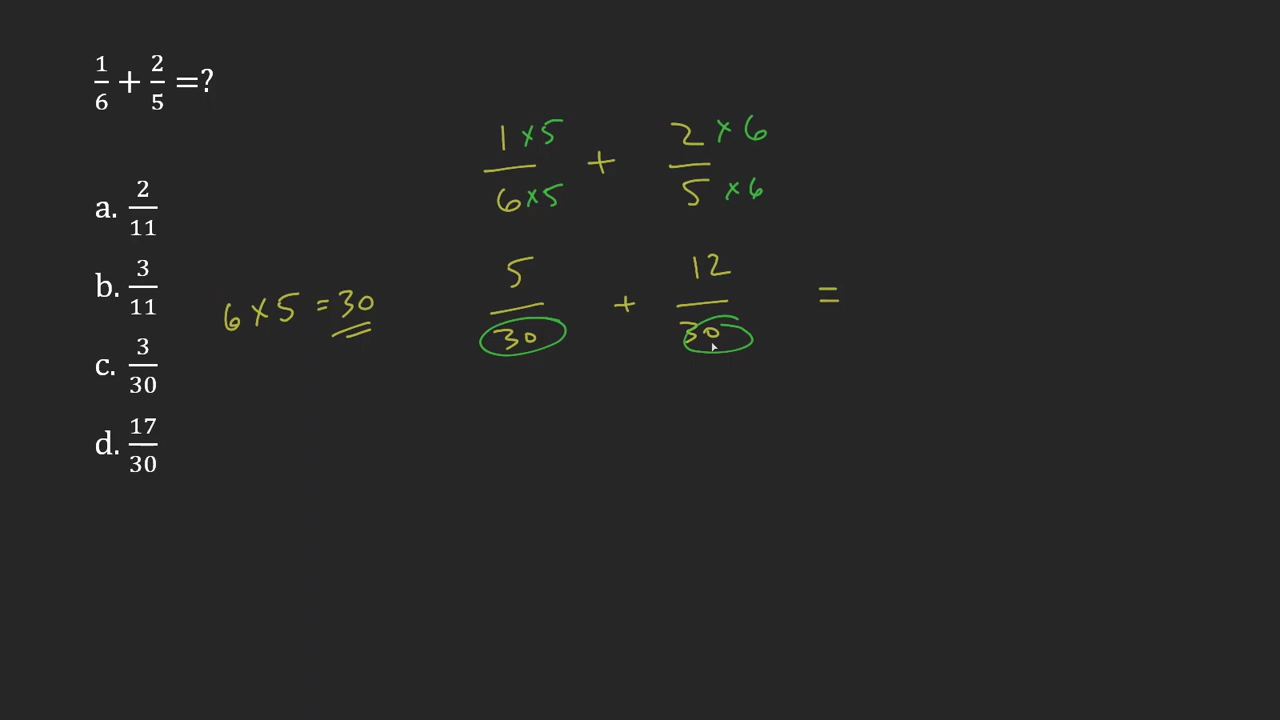 1/6 + 2/5 =?
1 ×5 / 6 ×5 + 2 ×6 / 5 ×6
a. 2/11
b. 3/11
6 × 5 = 30
5/30 + 12/30 =
c. 3/30
d. 17/30